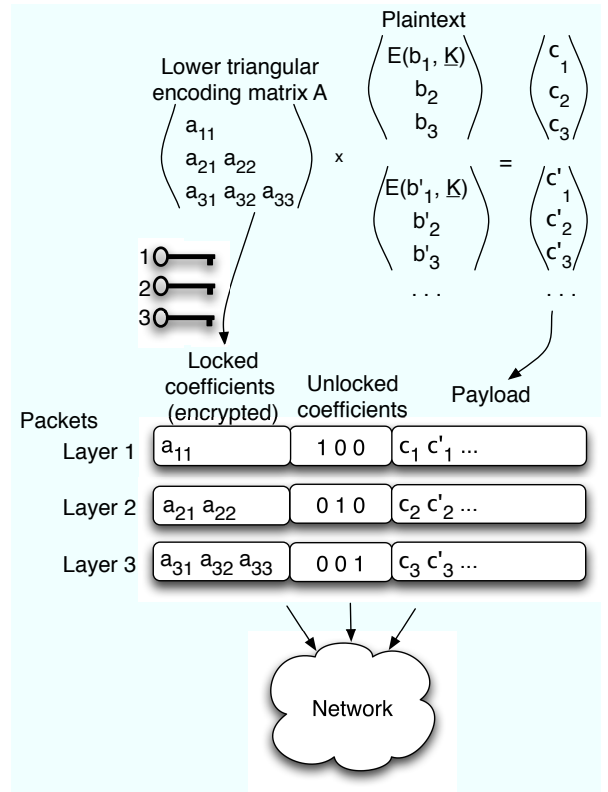 Plaintext
Lower triangular
encoding matrix A
a11
a21 a22
a31 a32 a33
x
E(b1, K)
b2
b3
E(b'1, K)
b'2
b'3
. . .
=
c1
c2
c3
c'1
c'2
c'3
. . .
1
2
3
Locked
coefficients
(encrypted)
Unlocked
coefficients
Payload
Packets
Layer 1 a11 1 0 0 c1 c'1 ...
Layer 2 a21 a22 0 1 0 c2 c'2 ...
Layer 3 a31 a32 a33 0 0 1 c3 c'3 ...
Network